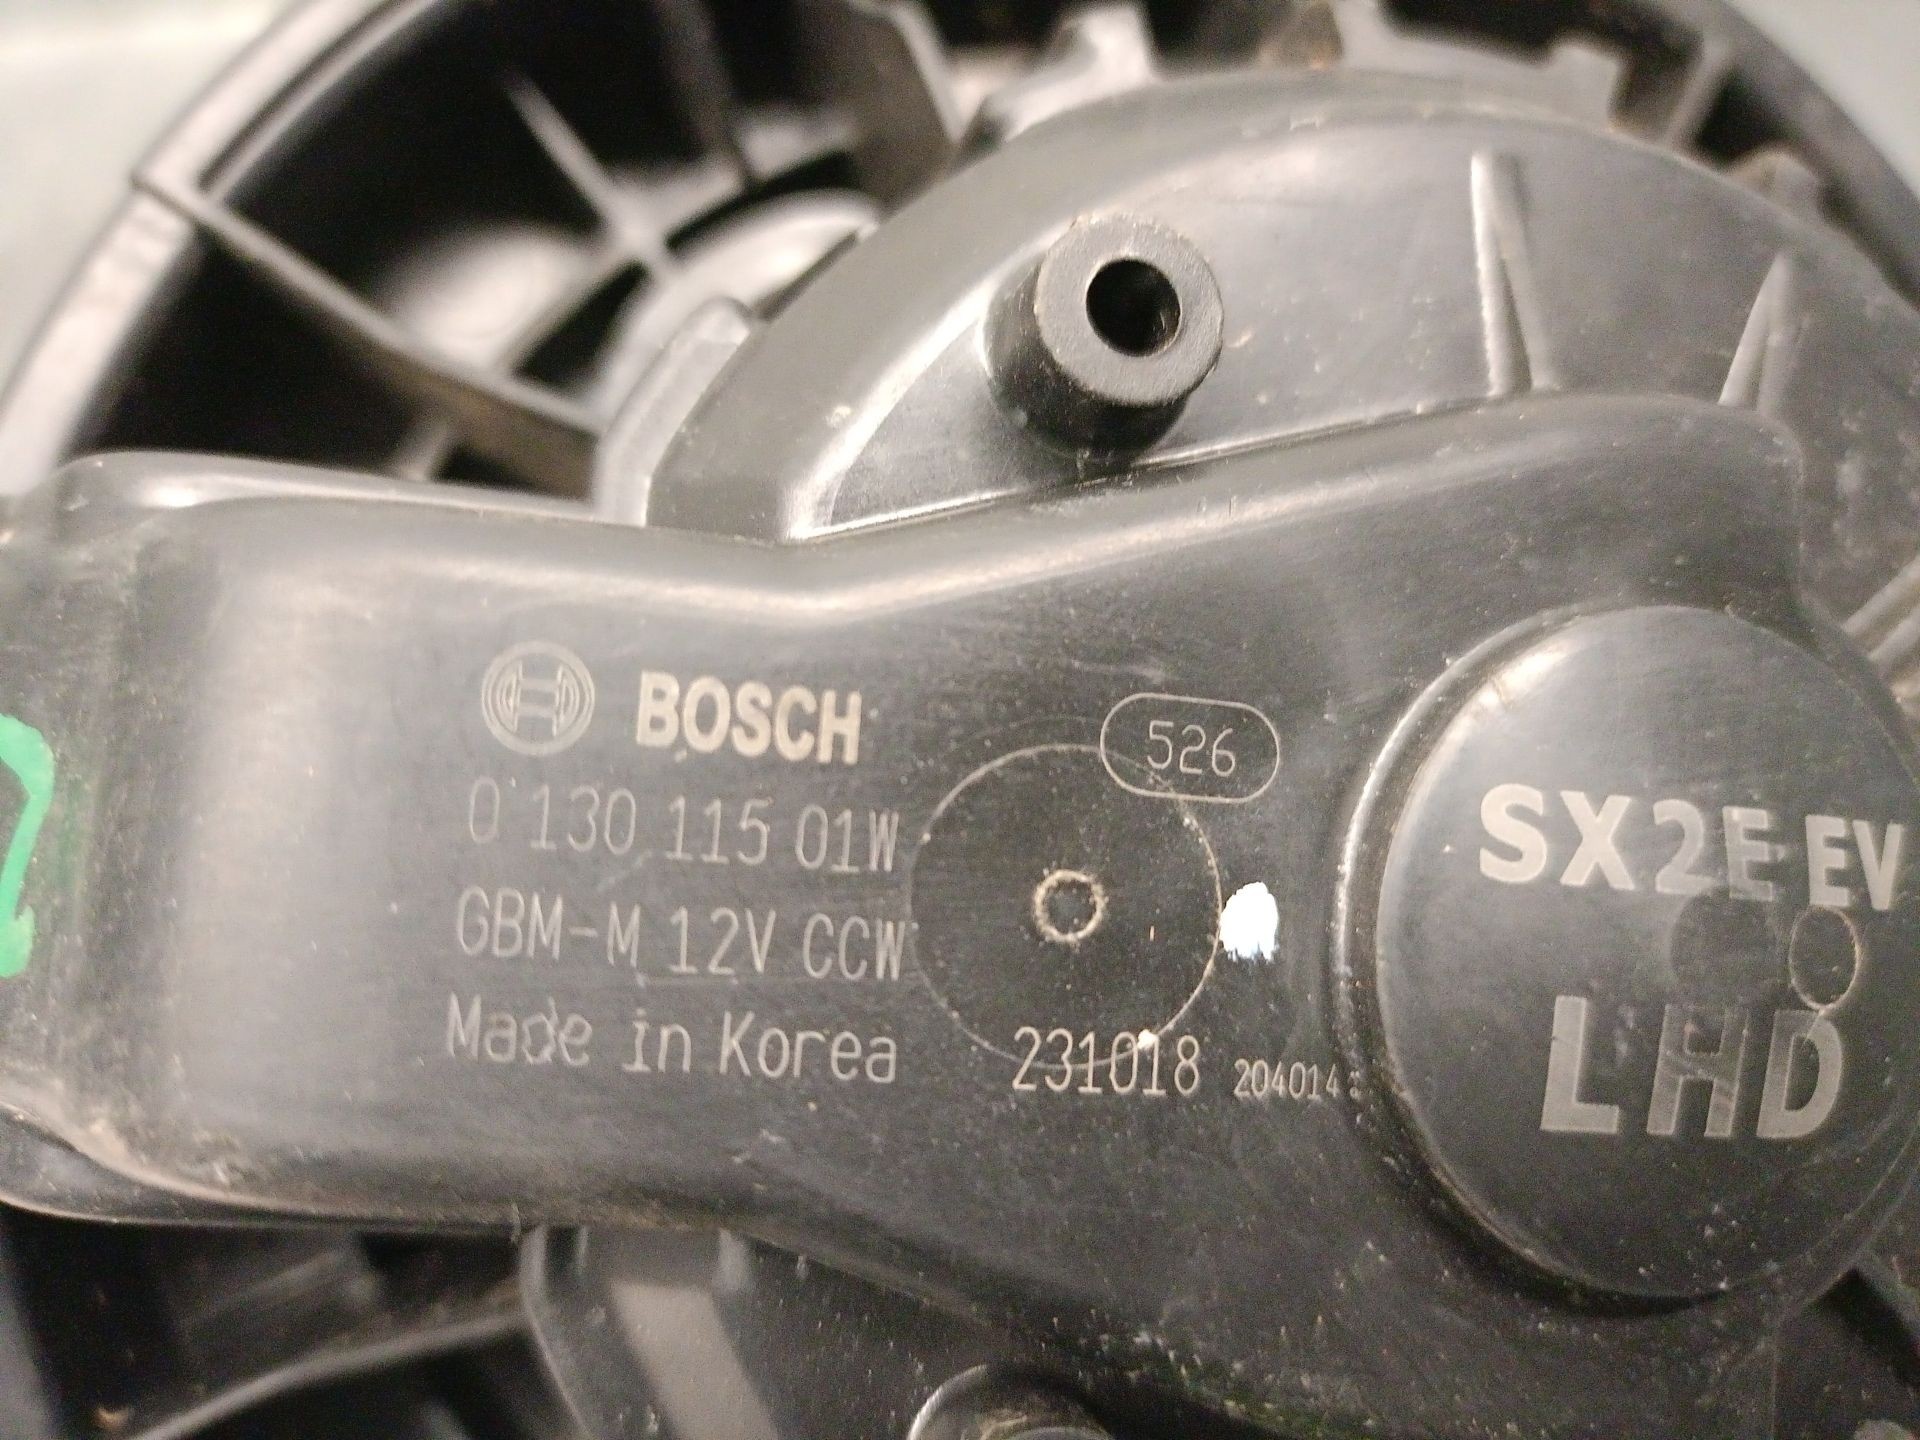 BOSCH
526
0 130 115 01W
SX2E EV
GBM-M 12V CCW
LHD
Made in Korea
231018 204014